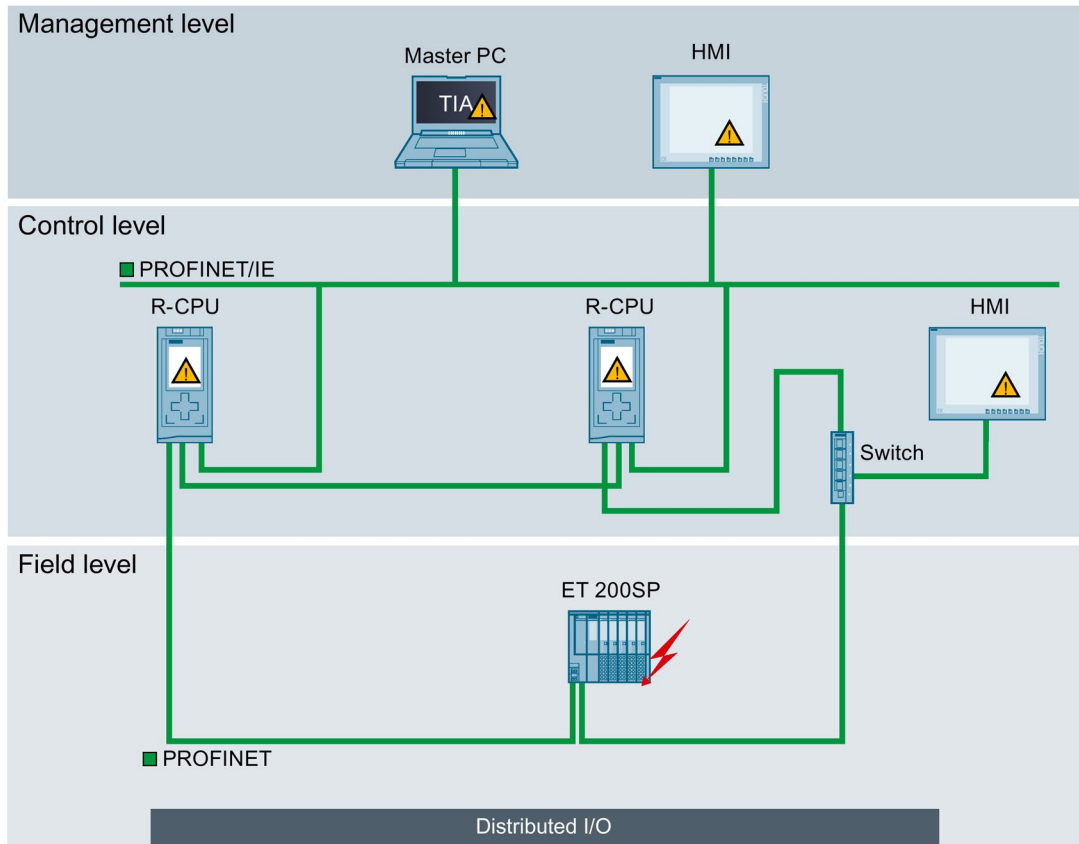 Management level
Master PC
HMI
TIA
Control level
PROFINET/IE
R-CPU
R-CPU
HMI
Switch
Field level
ET 200SP
PROFINET
Distributed I/O